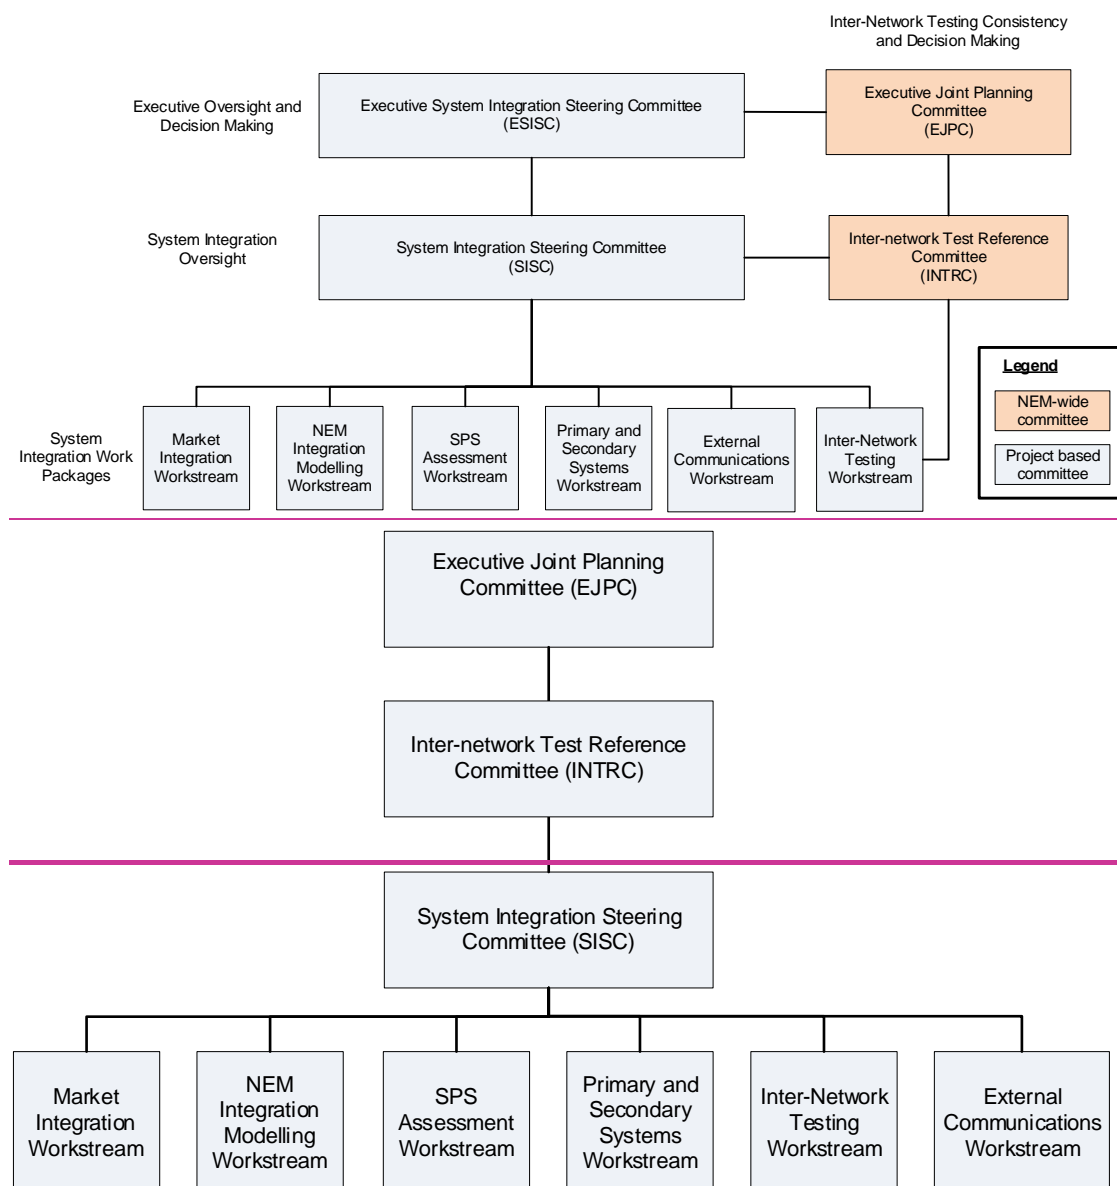 Inter-Network Testing Consistency
and Decision Making
Executive Oversight and
Decision Making
Executive System Integration Steering Committee
(ESISC)
Executive Joint Planning
Committee
(EJPC)
System Integration
Oversight
System Integration Steering Committee
(SISC)
Inter-network Test Reference
Committee
(INTRC)
Legend
NEM-wide
committee
Project based
committee
System
Integration Work
Packages
Market
Integration
Workstream
NEM
Integration
Modelling
Workstream
SPS
Assessment
Workstream
Primary and
Secondary
Systems
Workstream
External
Communications
Workstream
Inter-Network
Testing
Workstream
Executive Joint Planning
Committee (EJPC)
Inter-network Test Reference
Committee (INTRC)
System Integration Steering
Committee (SISC)
Market
Integration
Workstream
NEM
Integration
Modelling
Workstream
SPS
Assessment
Workstream
Primary and
Secondary
Systems
Workstream
Inter-Network
Testing
Workstream
External
Communications
Workstream